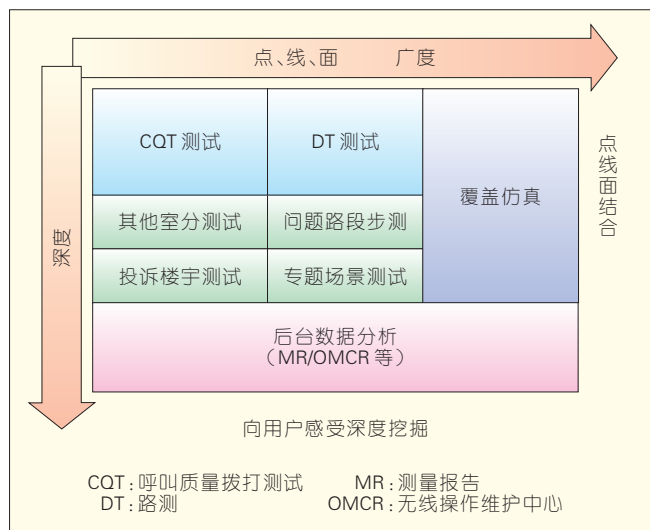 点、线、面 广度
CQT 测试
DT 测试
覆盖仿真
点线面结合
深度
其他室分测试
问题路段步测
投诉楼宇测试
专题场景测试
后台数据分析
（MR/OMCR 等）
向用户感受深度挖掘
CQT：呼叫质量拨打测试 MR：测量报告
DT：路测 OMCR：无线操作维护中心